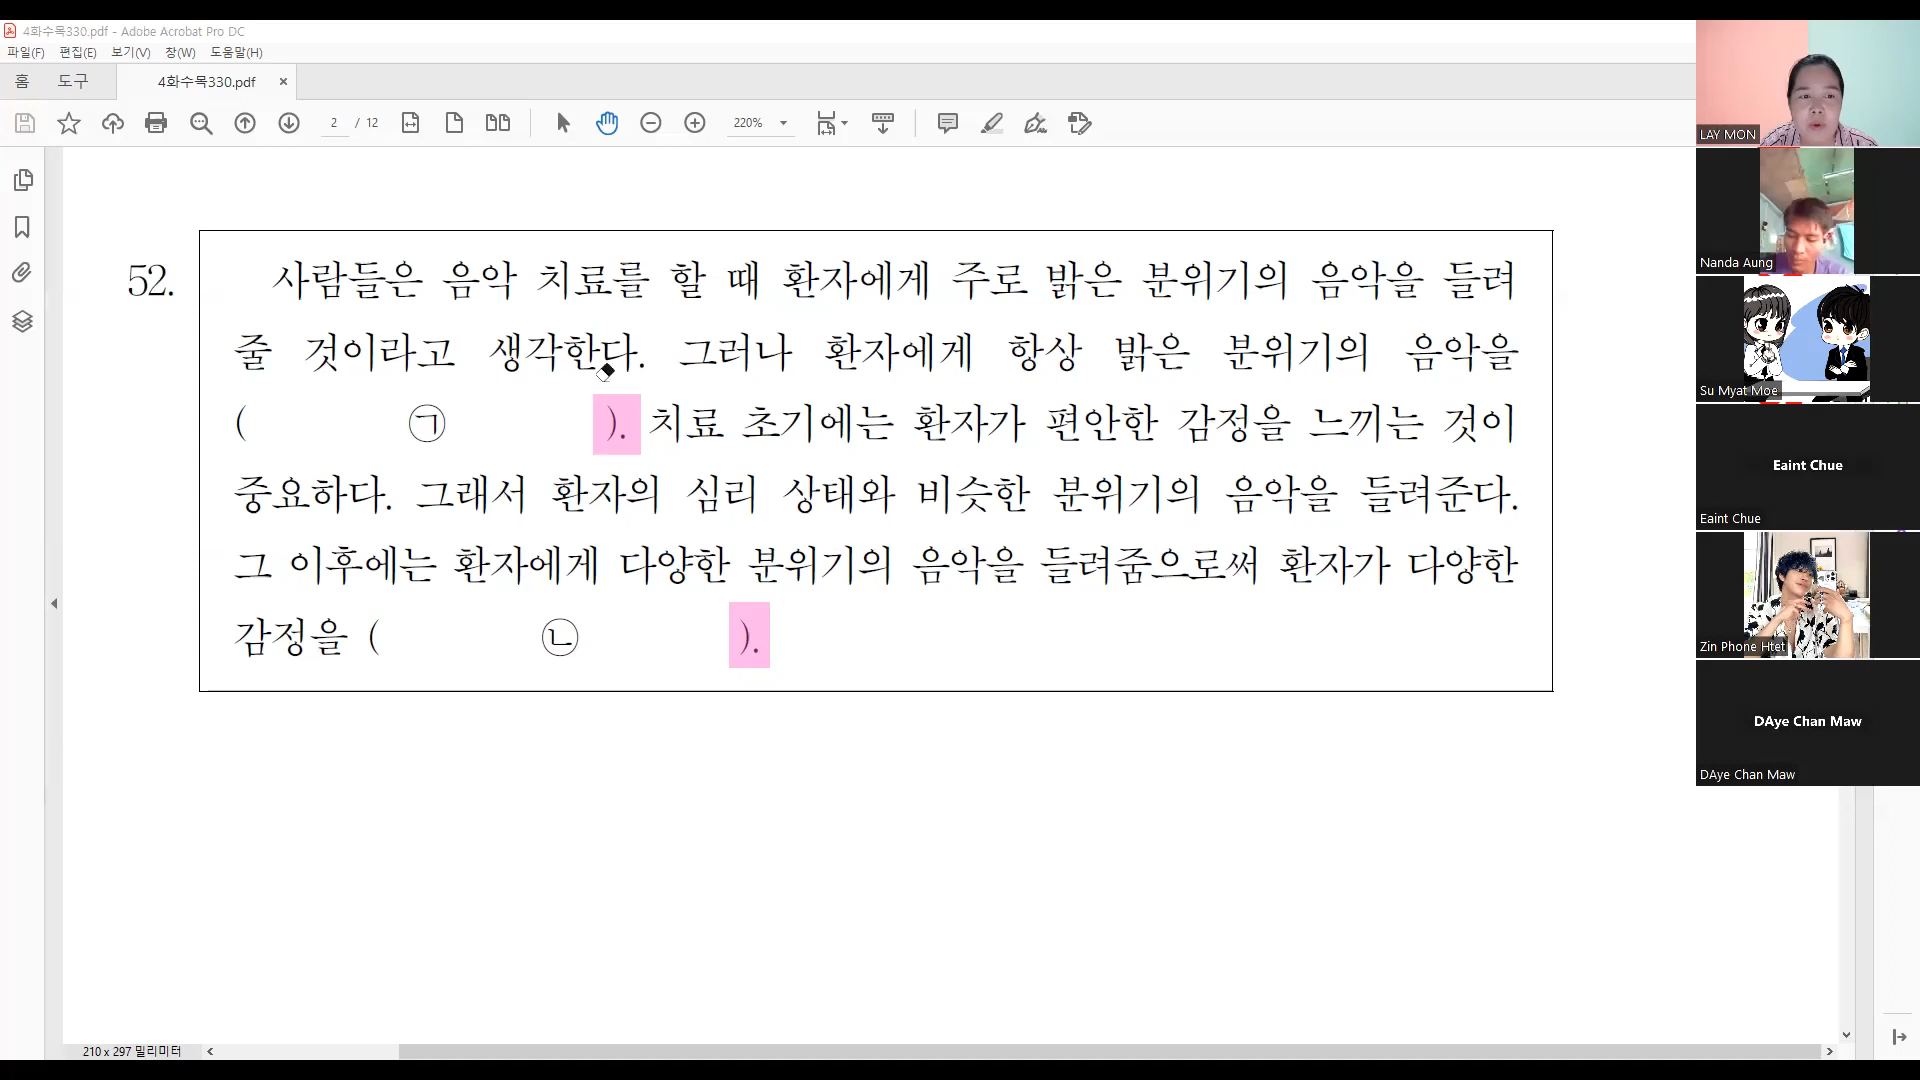 4화수목330.pdf - Adobe Acrobat Pro DC
파일(F) 편집(E) 보기(V) 창(W) 도움말(H)
홈 도구 4화수목330.pdf ×
2 / 12 220%
52. 사람들은 음악 치료를 할 때 환자에게 주로 밝은 분위기의 음악을 들려
줄 것이라고 생각한다. 그러나 환자에게 항상 밝은 분위기의 음악을
( ㉠ ). 치료 초기에는 환자가 편안한 감정을 느끼는 것이
중요하다. 그래서 환자의 심리 상태와 비슷한 분위기의 음악을 들려준다.
그 이후에는 환자에게 다양한 분위기의 음악을 들려줌으로써 환자가 다양한
감정을 ( ㉡ ).
210 x 297 밀리미터
LAY MON
Nanda Aung
Su Myat Moe
Eaint Chue
Eaint Chue
Zin Phone Htet
DAye Chan Maw
DAye Chan Maw